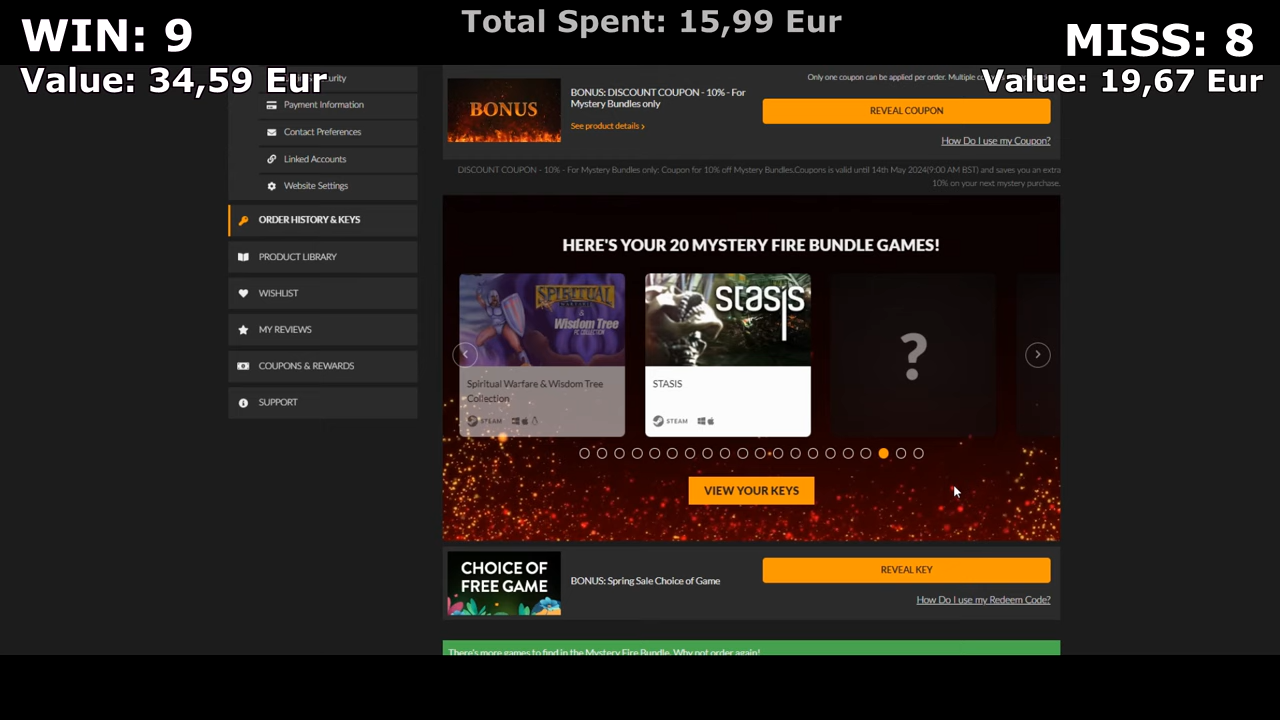 WIN: 9
Total Spent: 15,99 Eur
MISS: 8
Value: 34,59 Eur
Value: 19,67 Eur
Payment Information
Contact Preferences
Linked Accounts
Website Settings
ORDER HISTORY & KEYS
PRODUCT LIBRARY
WISHLIST
MY REVIEWS
COUPONS & REWARDS
SUPPORT
Only one coupon can be applied per order. Multiple
BONUS
BONUS: DISCOUNT COUPON - 10% - For
Mystery Bundles only
See product details >
REVEAL COUPON
How Do I use my Coupon?
DISCOUNT COUPON - 10% - For Mystery Bundles only: Coupon for 10% off Mystery Bundles.Coupons is valid until 14th May 2024(9:00 AM BST) and saves you an extra
10% on your next mystery purchase.
HERE'S YOUR 20 MYSTERY FIRE BUNDLE GAMES!
SPIRITUAL
&
Wisdom Tree
PC COLLECTION
Spiritual Warfare & Wisdom Tree
Collection
STEAM
stasis
STASIS
STEAM
?
VIEW YOUR KEYS
CHOICE OF
FREE GAME
BONUS: Spring Sale Choice of Game
REVEAL KEY
How Do I use my Redeem Code?
There's more games to find in the Mystery Fire Bundle. Why not order again!